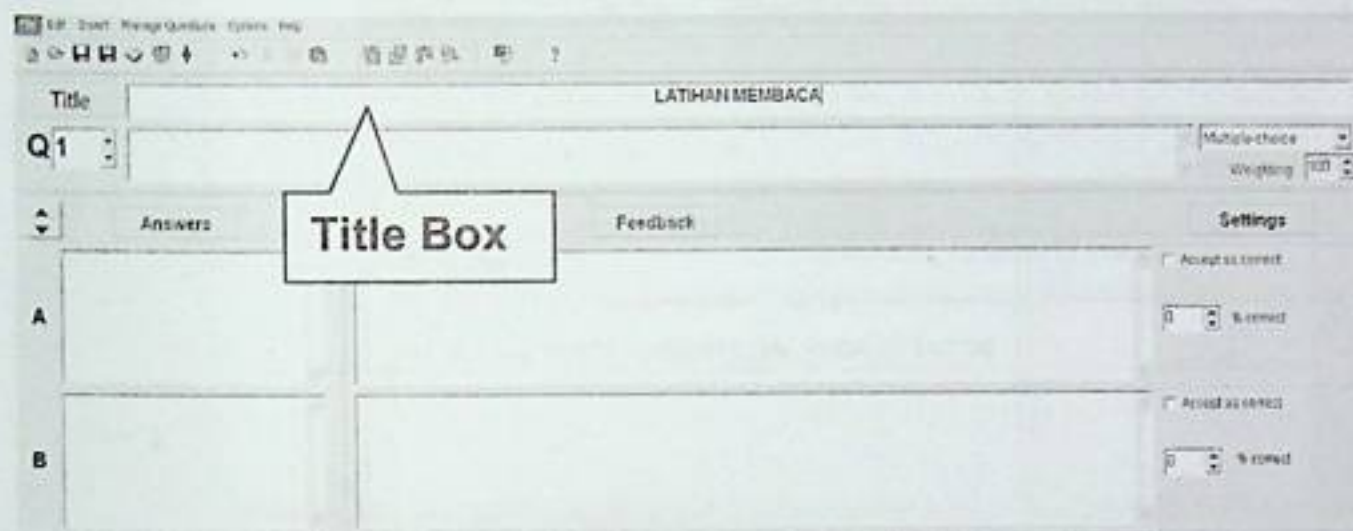 File Edit Insert Manage Questions Options Help
Title LATIHAN MEMBACA
Q 1 Multiple-choice
Weighting 100
Answers Feedback Settings
Title Box
A Accept as correct
0 % correct
B Accept as correct
0 % correct